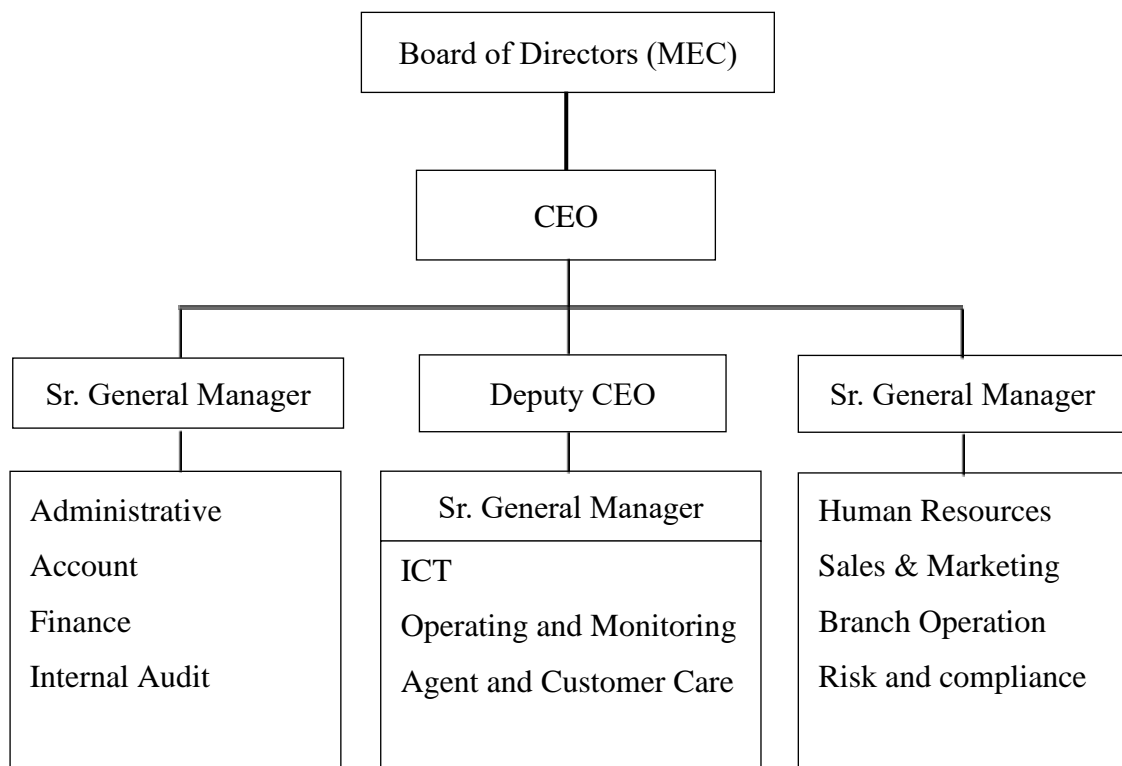 Board of Directors (MEC)
CEO
Sr. General Manager
Deputy CEO
Sr. General Manager
Administrative
Account
Finance
Internal Audit
Sr. General Manager
ICT
Operating and Monitoring
Agent and Customer Care
Human Resources
Sales & Marketing
Branch Operation
Risk and compliance